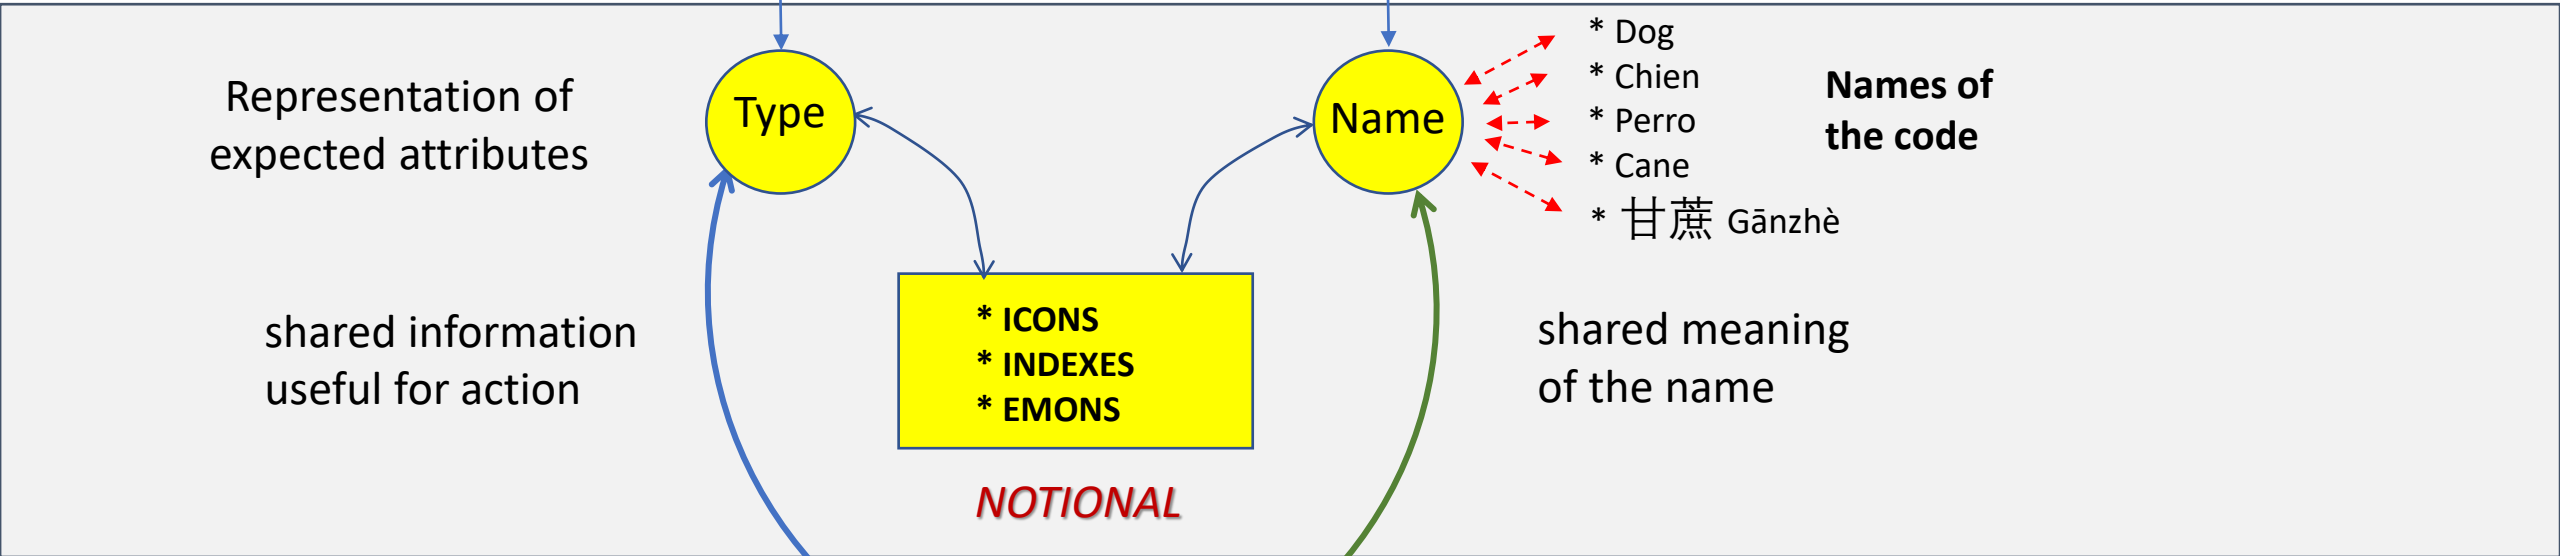 Representation of
expected attributes
Type
Name
* Dog
* Chien
* Perro
* Cane
* 甘蔗 Gānzhè
Names of
the code
shared information
useful for action
* ICONS
* INDEXES
* EMONS
shared meaning
of the name
NOTIONAL